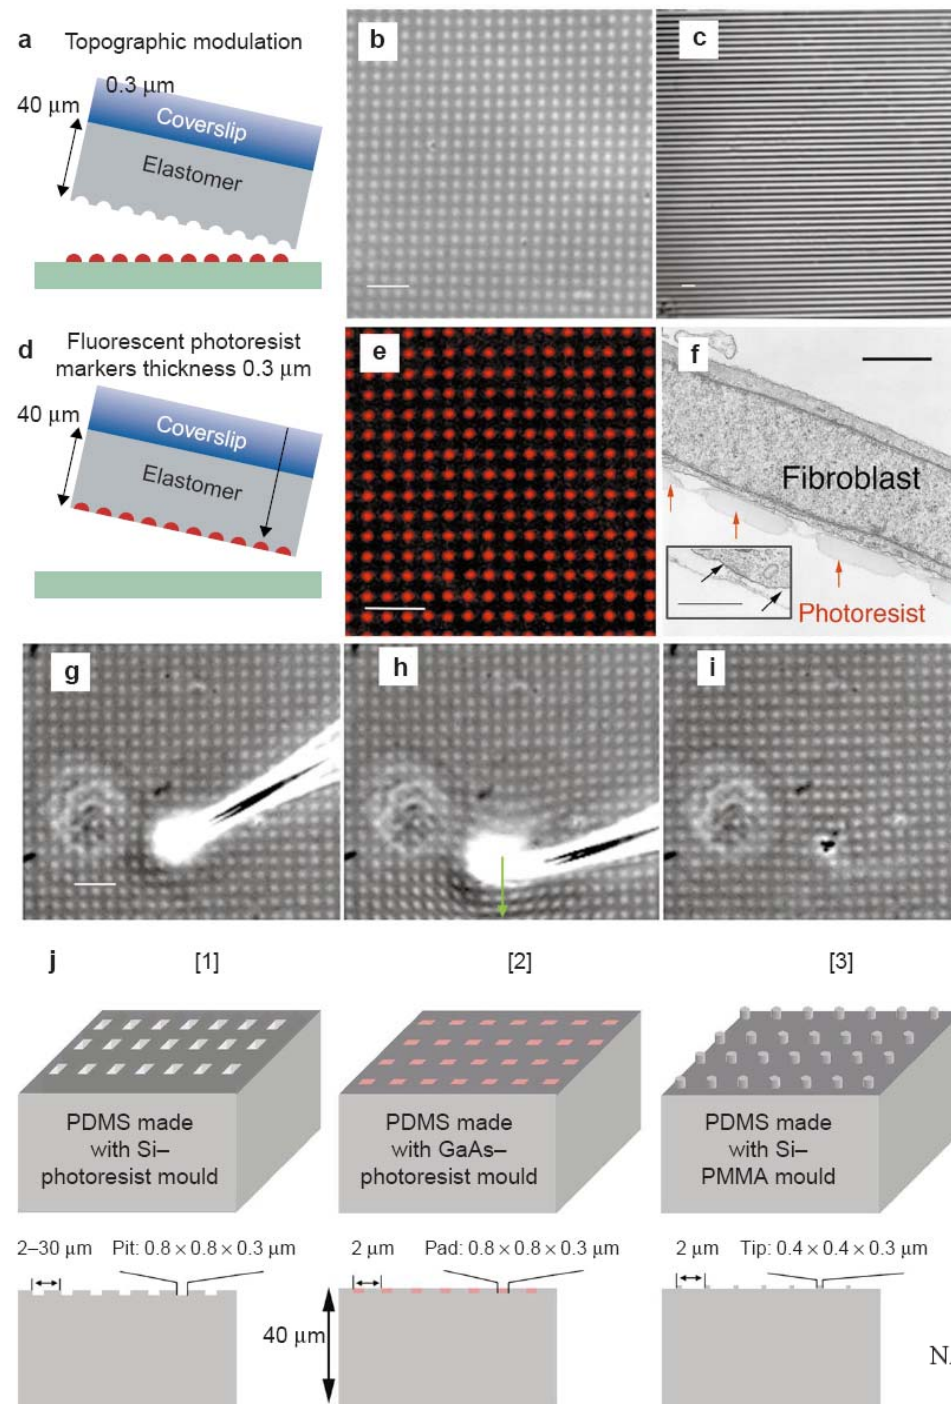 a Topographic modulation
0.3 μm
40 μm
Coverslip
Elastomer
b
c
d Fluorescent photoresist
markers thickness 0.3 μm
40 μm
Coverslip
Elastomer
e
f
Fibroblast
Photoresist
g
h
i
j [1] [2] [3]
PDMS made
with Si–
photoresist mould
PDMS made
with GaAs–
photoresist mould
PDMS made
with Si–
PMMA mould
2–30 μm Pit: 0.8 × 0.8 × 0.3 μm
2 μm Pad: 0.8 × 0.8 × 0.3 μm
2 μm Tip: 0.4 × 0.4 × 0.3 μm
40 μm